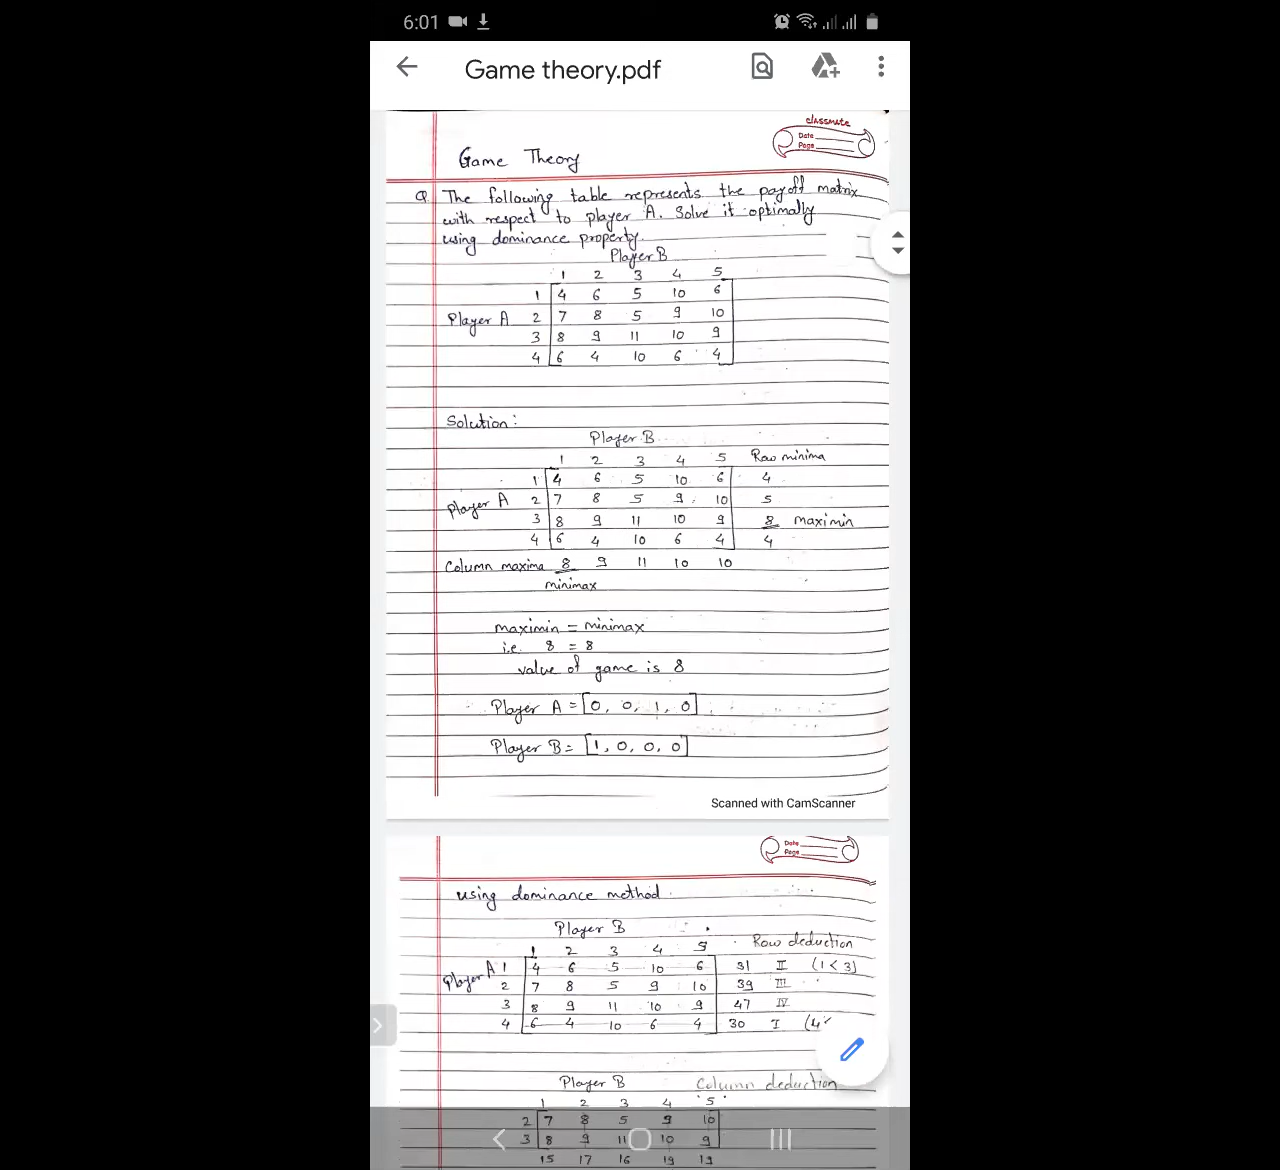 6:01
Game theory.pdf
classmate
Date
Page
Game Theory
Q. The following table represents the payoff matrix
with respect to player A. Solve it optimally
using dominance property.
Player B
1 2 3 4 5
1 4 6 5 10 6
Player A 2 7 8 5 9 10
3 8 9 11 10 9
4 6 4 10 6 4
Solution:
Player B
1 2 3 4 5 Row minima
1 4 6 5 10 6 4
Player A 2 7 8 5 9 10 5
3 8 9 11 10 9 8 maximin
4 6 4 10 6 4 4
Column maxima 8 9 11 10 10
minimax
maximin = minimax
i.e. 8 = 8
value of game is 8
Player A = [0, 0, 1, 0]
Player B = [1, 0, 0, 0]
Scanned with CamScanner
Date
Page
using dominance method.
Player B
1 2 3 4 5 Row deduction
Player A 1 4 6 5 10 6 31 II (1<3)
2 7 8 5 9 10 39 III
3 8 9 11 10 9 47 IV
4 6 4 10 6 4 30 I (4<
Player B Column deduction
1 2 3 4 5
2 7 8 5 9 10
3 8 9 11 10 9
15 17 16 19 19